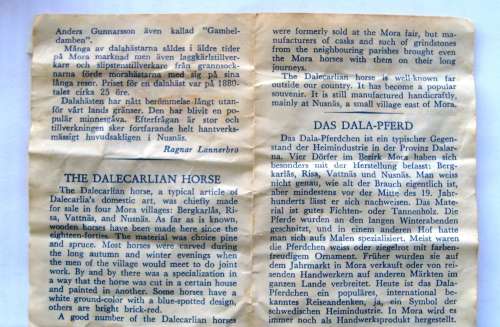 Anders Gunnarsson även kallad "Gambel-
damben".
Många av dalahästarna såldes i äldre tider
på Mora marknad men även laggkärlstillver-
kare och slipstenstillverkare från grannsock-
narna förde morahästarna med sig på sina
långa resor. Priset för en dalahäst var på 1880-
talet cirka 25 öre.
Dalahästen har nått berömmelse långt utan-
för vårt lands gränser. Den har blivit en po-
pulär minnesgåva. Efterfrågan är stor och
tillverkningen sker fortfarande helt hantverks-
mässigt huvudsakligen i Nusnäs.
Ragnar Lannerbro
THE DALECARLIAN HORSE
The Dalecarlian horse, a typical article of
Dalecarlia's domestic art, was chiefly made
for sale in four Mora villages: Bergkarlås, Ri-
sa, Vattnäs, and Nusnäs. As far as is known,
wooden horses have been made here since the
eighteen-forties. The material was choice pine
and spruce. Most horses were carved during
the long autumn and winter evenings when
the men of the village would meet to do joint
work. By and by there was a specialization in
a way that the horse was cut in a certain house
and painted in another. Some horses have a
white ground-color with a blue-spotted design,
others are bright brick-red.
A good number of the Dalecarlian horses
were formerly sold at the Mora fair, but ma-
nufacturers of casks and such of grindstones
from the neighbouring parishes brought even
the Mora horses with them on their long
journeys.
The Dalecarlian horse is well-known far
outside our country. It has become a popular
souvenir. It is still manufactured handicraftly,
mainly at Nusnäs, a small village east of Mora.
DAS DALA-PFERD
Das Dala-Pferdchen ist ein typischer Gegen-
stand der Heimindustrie in der Provinz Dalar-
na. Vier Dörfer im Bezirk Mora haben sich
besonders mit der Herstellung befasst: Berg-
karlås, Risa, Vattnäs und Nusnäs. Man weiss
nicht genau, wie alt der Brauch eigentlich ist,
aber mindestens vor der Mitte des 19. Jahr-
hunderts lässt er sich nachweisen. Das Mate-
rial ist gutes Fichten- oder Tannenholz. Die
Pferde wurden an den langen Winterabenden
geschnitzt, und in einem anderen Hof hatte
man sich aufs Malen spezialisiert. Meist waren
die Pferdchen weiss oder ziegelrot mit farben-
freudigem Ornament. Früher wurden sie auf
dem Jahrmarkt in Mora verkauft oder von rei-
senden Handwerkern auf anderen Märkten im
ganzen Lande verbreitet. Heute ist das Dala-
Pferdchen ein populäres, international be-
kanntes Reiseandenken, ja, ein Symbol der
schwedischen Heimindustrie. In Mora wird es
immer noch als Handwerksprodukt hergestellt.